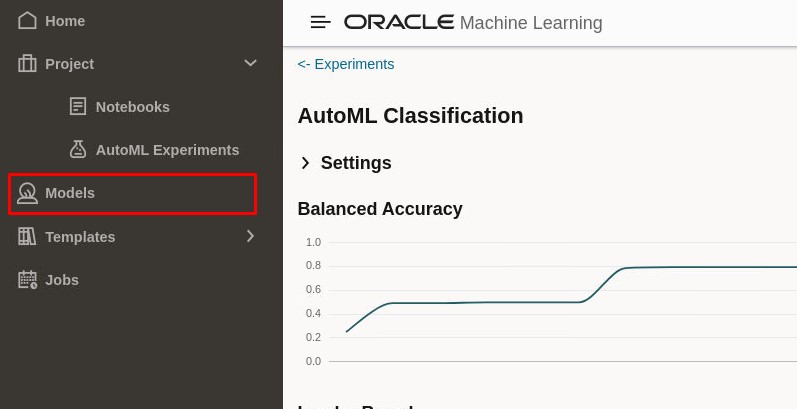 Home
Project
Notebooks
AutoML Experiments
Models
Templates
Jobs
ORACLE Machine Learning
<- Experiments
AutoML Classification
Settings
Balanced Accuracy
1.0
0.8
0.6
0.4
0.2
0.0